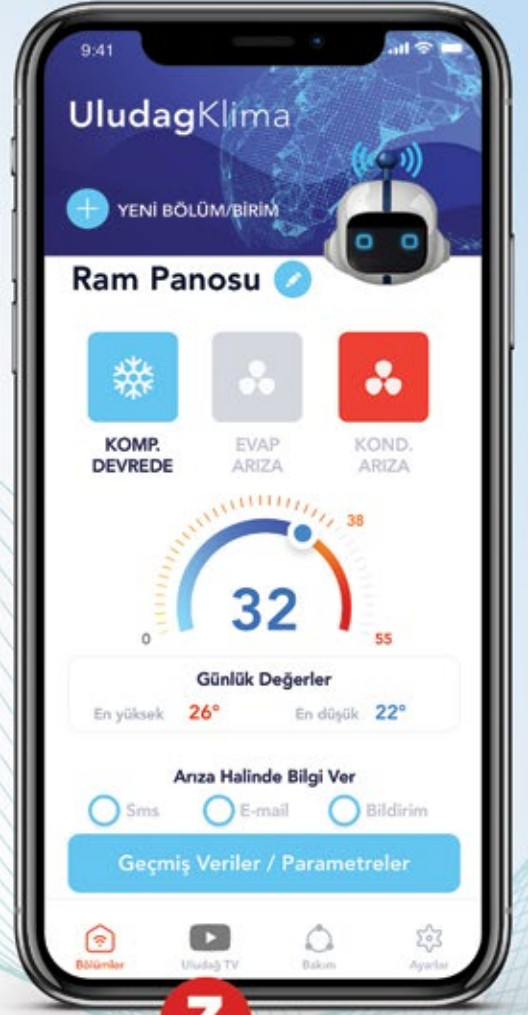 9:41
UludagKlima
YENİ BÖLÜM/BİRİM
Ram Panosu
KOMP. DEVREDE
EVAP ARIZA
KOND. ARIZA
38
32
0
55
Günlük Değerler
En yüksek 26° En düşük 22°
Arıza Halinde Bilgi Ver
Sms E-mail Bildirim
Geçmiş Veriler / Parametreler
Bölümler Uludağ TV Bakım Ayarlar